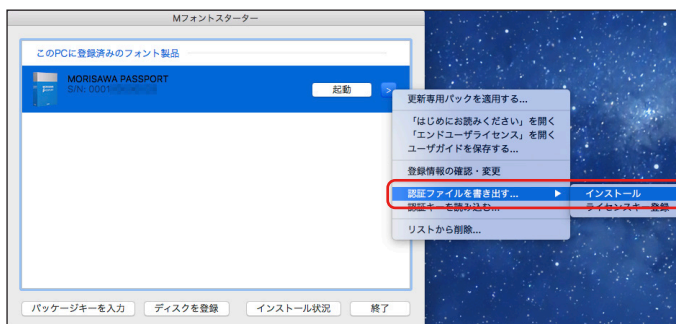 Mフォントスターター
このPCに登録済みのフォント製品
MORISAWA PASSPORT
S/N: 0001
起動
>
更新専用パックを適用する...
「はじめにお読みください」を開く
「エンドユーザライセンス」を開く
ユーザガイドを保存する...
登録情報の確認・変更
認証ファイルを書き出す... ▶
インストール
認証キーを読み込む...
ライセンスキー登録
リストから削除...
パッケージキーを入力
ディスクを登録
インストール状況
終了